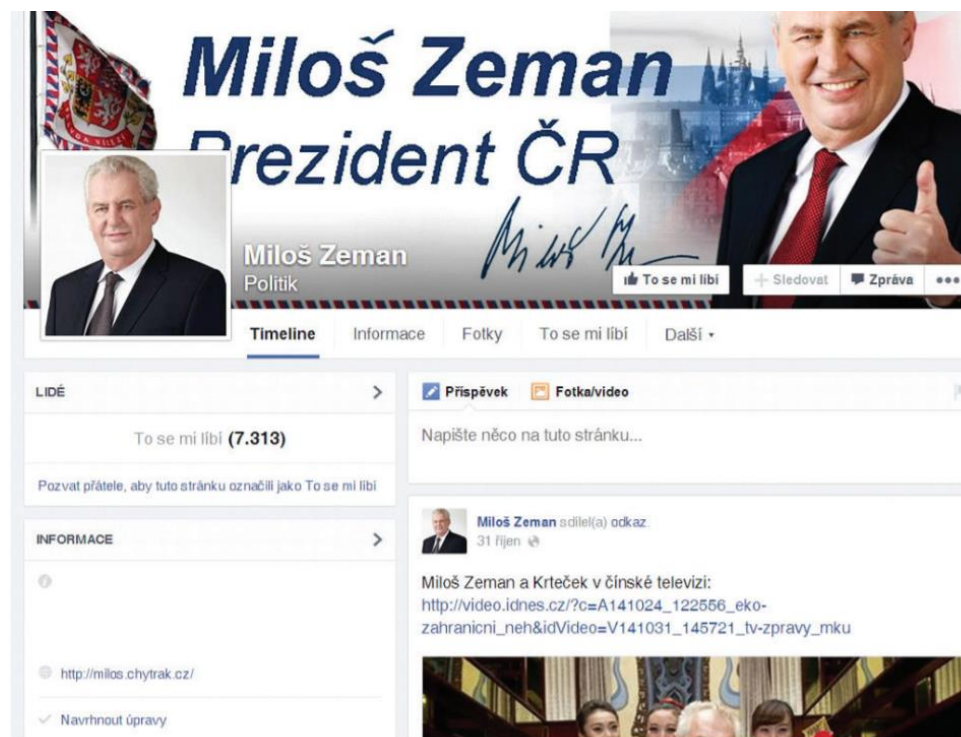 Miloš Zeman
Prezident ČR
Miloš Zeman
Politik
To se mi líbí
Sledovat
Zpráva
Timeline
Informace
Fotky
To se mi líbí
Další
LIDÉ
To se mi líbí (7.313)
Pozvat přátele, aby tuto stránku označili jako To se mi líbí
INFORMACE
http://milos.chytrak.cz/
Navrhnout úpravy
Příspěvek
Fotka/video
Napište něco na tuto stránku...
Miloš Zeman sdílel(a) odkaz.
31 říjen
Miloš Zeman a Krteček v čínské televizi:
http://video.idnes.cz/?c=A141024_122556_eko-
zahranicni_neh&idVideo=V141031_145721_tv-zpravy_mku